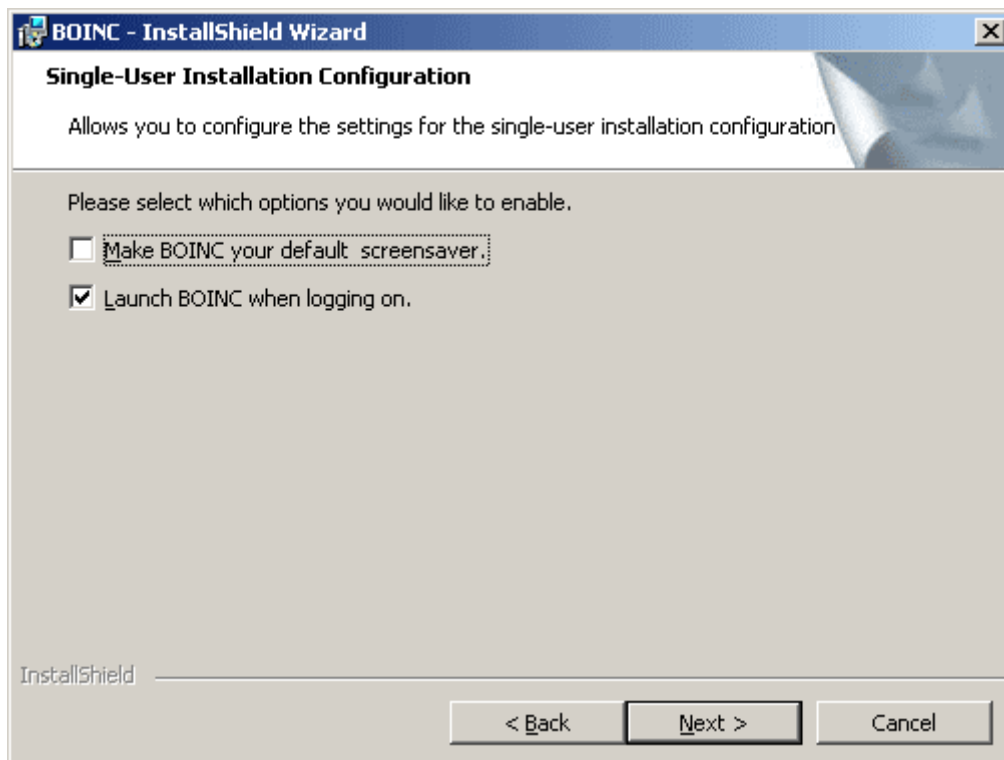 BOINC - InstallShield Wizard
Single-User Installation Configuration
Allows you to configure the settings for the single-user installation configuration
Please select which options you would like to enable.
Make BOINC your default  screensaver.
Launch BOINC when logging on.
InstallShield
< Back
Next >
Cancel